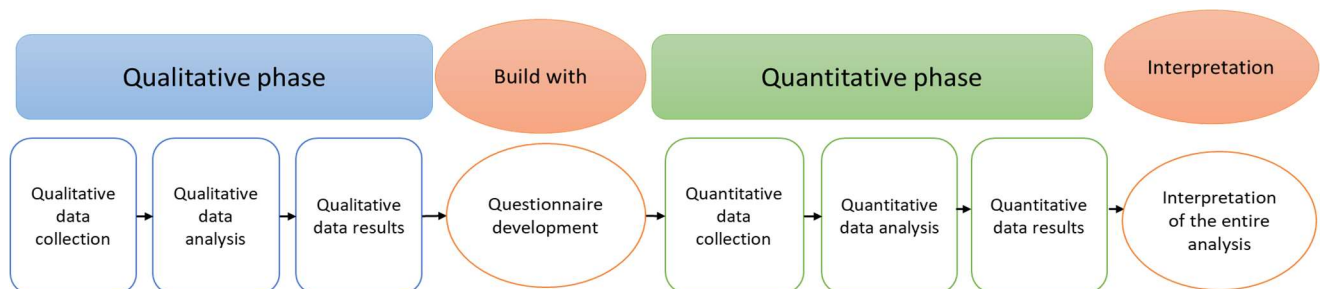 Qualitative phase
Build with
Quantitative phase
Interpretation
Qualitative
data
collection
Qualitative
data
analysis
Qualitative
data results
Questionnaire
development
Quantitative
data
collection
Quantitative
data analysis
Quantitative
data results
Interpretation
of the entire
analysis